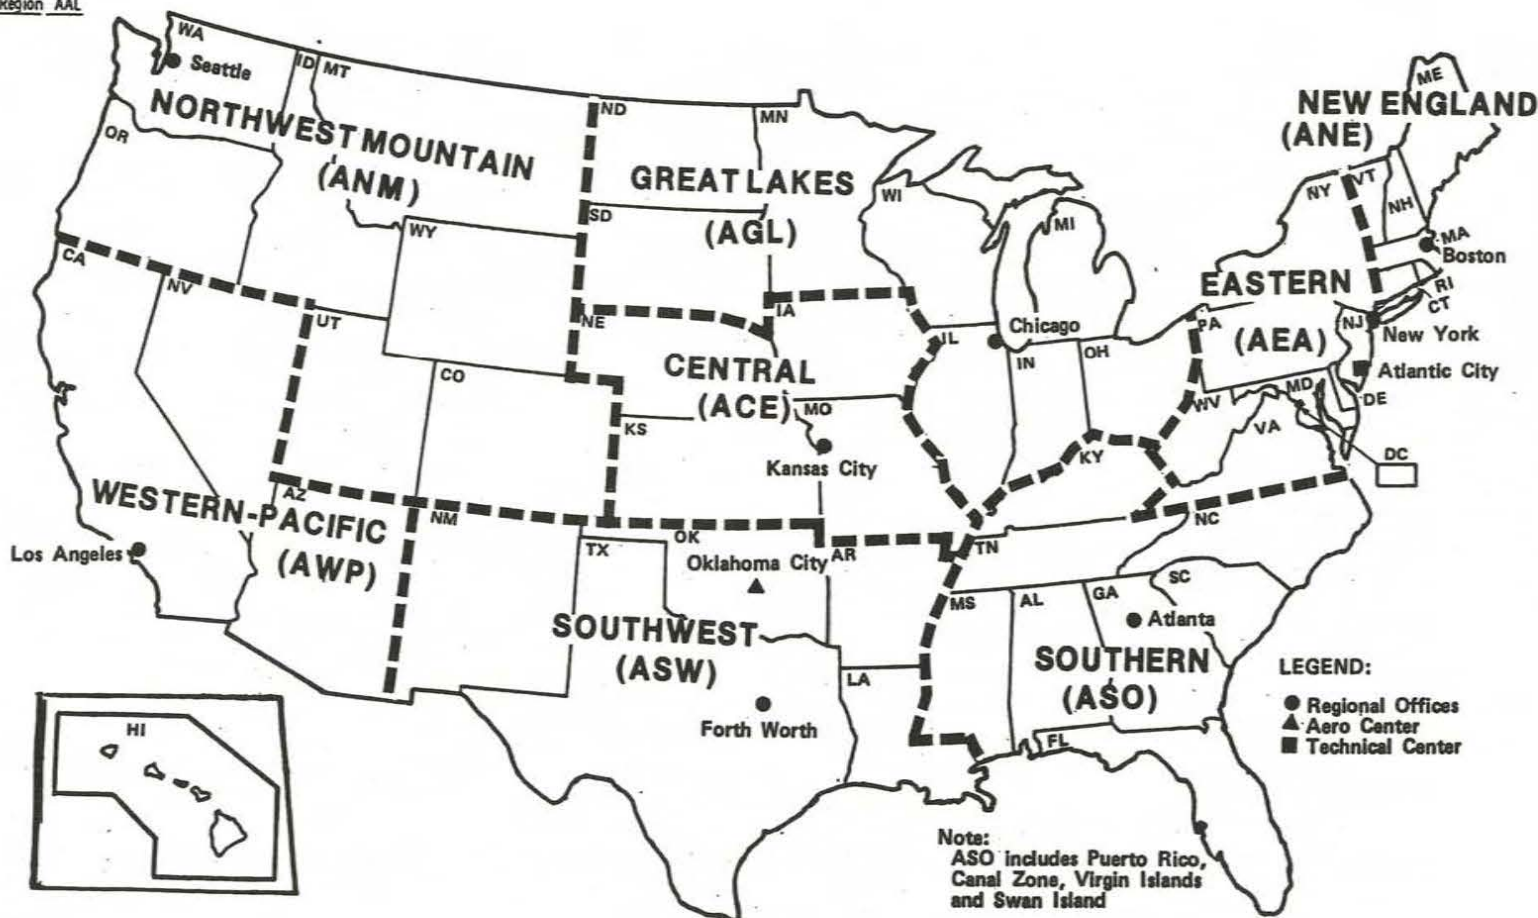 Region AAL
WA
Seattle
ID
MT
NORTHWEST MOUNTAIN
(ANM)
OR
ND
MN
GREAT LAKES
(AGL)
SD
WI
MI
NEW ENGLAND
(ANE)
ME
NY
VT
NH
MA
Boston
RI
CT
WY
CA
NV
UT
CO
NE
IA
CENTRAL
(ACE)
MO
KS
Kansas City
IL
Chicago
IN
OH
EASTERN
(AEA)
PA
NJ
New York
Atlantic City
MD
DE
WV
VA
DC
KY
WESTERN-PACIFIC
(AWP)
Los Angeles
AZ
NM
OK
Oklahoma City
TX
AR
TN
NC
SC
MS
AL
GA
Atlanta
SOUTHWEST
(ASW)
Forth Worth
LA
SOUTHERN
(ASO)
FL
HI
LEGEND:
Regional Offices
Aero Center
Technical Center
Note:
ASO includes Puerto Rico,
Canal Zone, Virgin Islands
and Swan Island